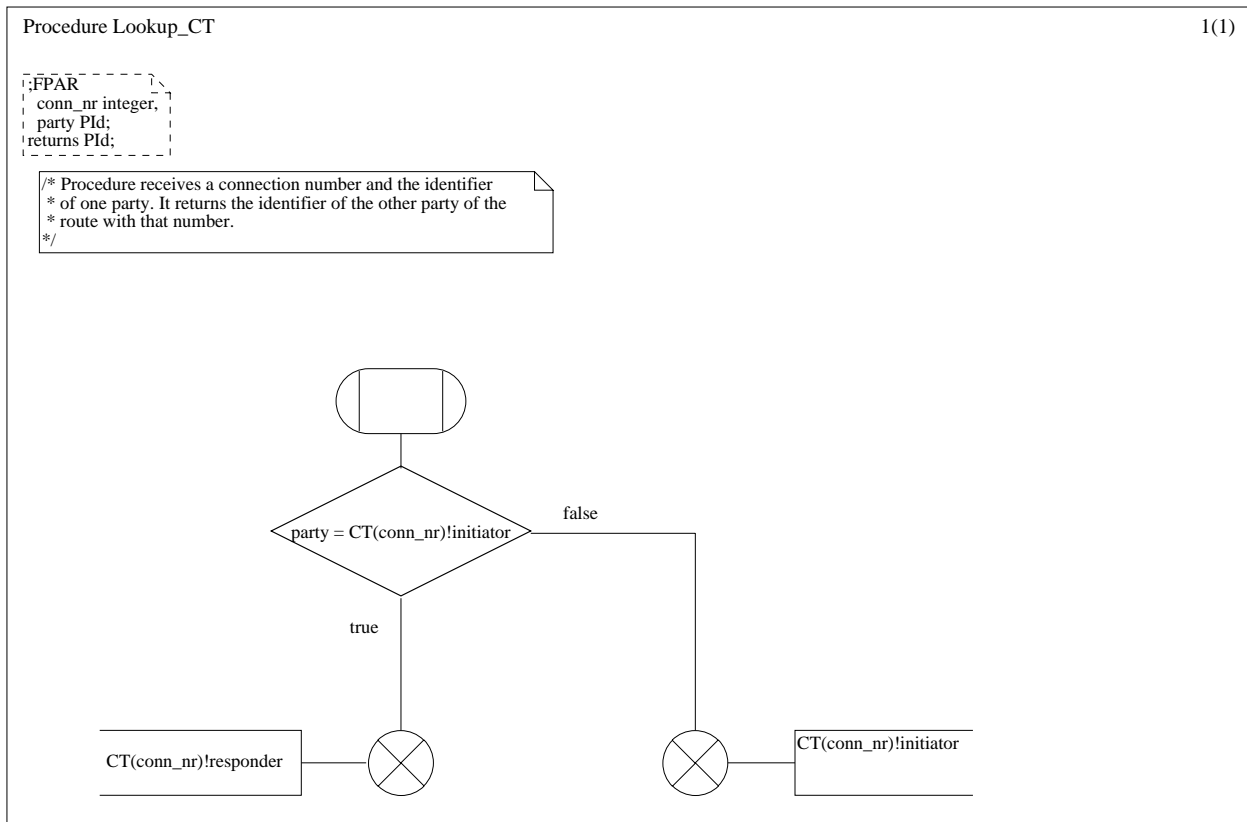 Procedure Lookup_CT 1(1)
;FPAR
conn_nr integer,
party PId;
returns PId;
/* Procedure receives a connection number and the identifier
* of one party. It returns the identifier of the other party of the
* route with that number.
*/
party = CT(conn_nr)!initiator
false
true
CT(conn_nr)!responder
CT(conn_nr)!initiator